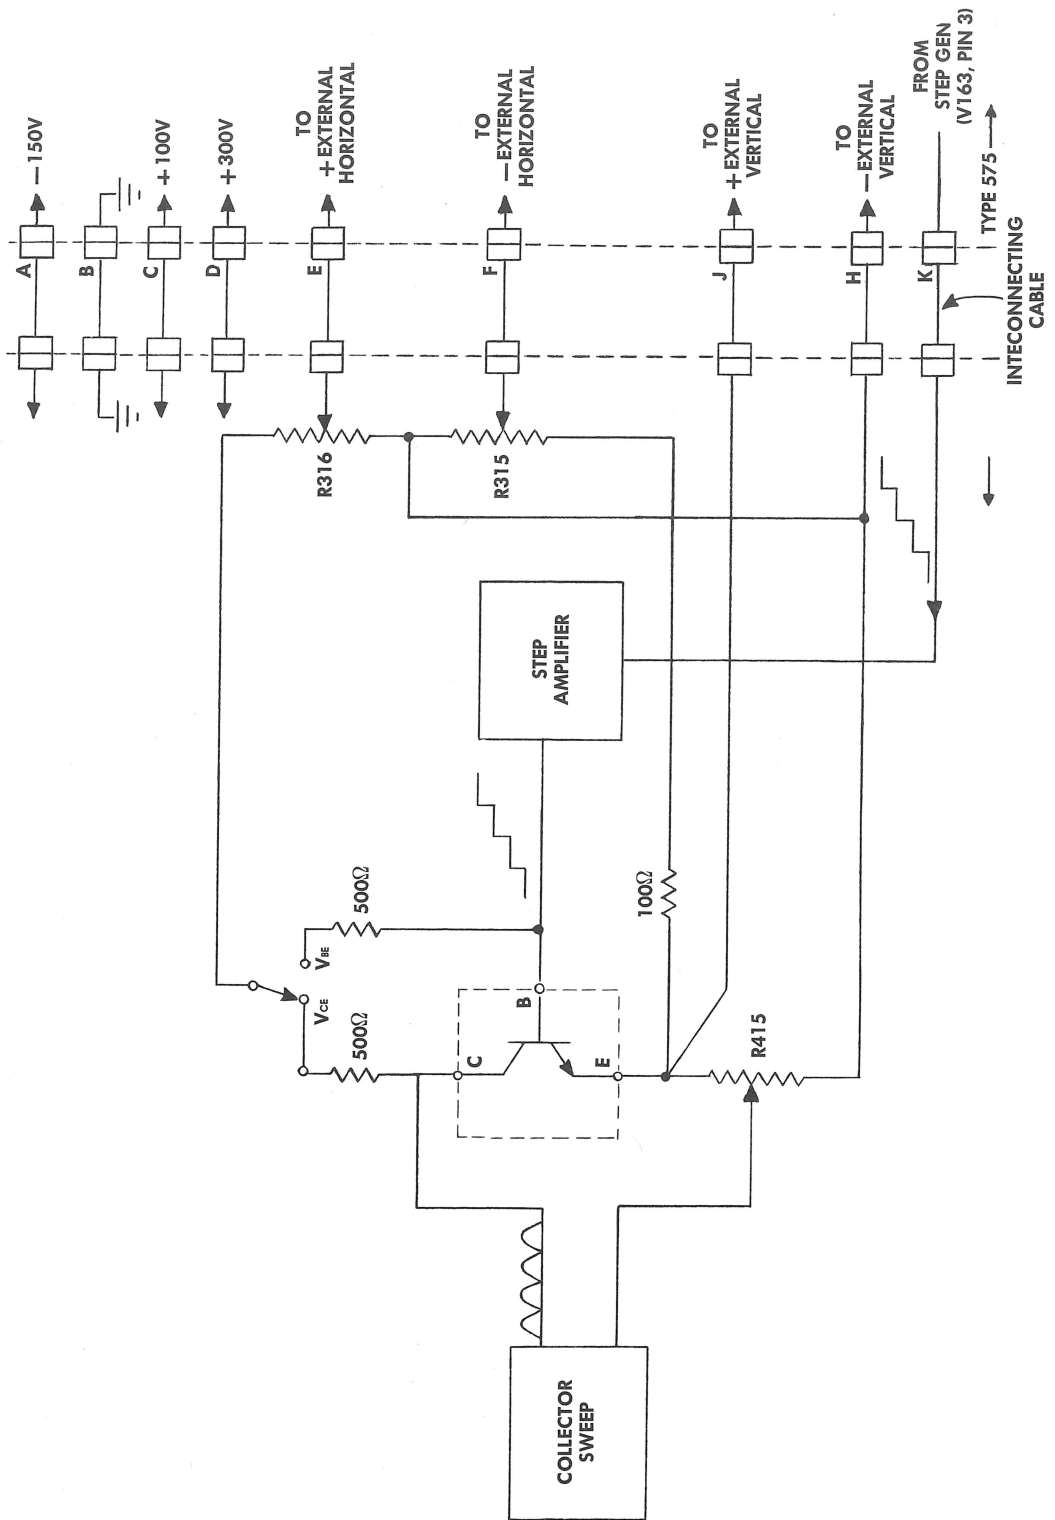 A
— 150V
B
C
+100V
D
+300V
E
TO
+ EXTERNAL
HORIZONTAL
F
TO
— EXTERNAL
HORIZONTAL
J
TO
+ EXTERNAL
VERTICAL
H
TO
— EXTERNAL
VERTICAL
K
FROM
STEP GEN
(V163, PIN 3)
TYPE 575
INTECONNECTING
CABLE
R316
R315
STEP
AMPLIFIER
500Ω
VBE
VCE
500Ω
100Ω
B
C
E
R415
COLLECTOR
SWEEP